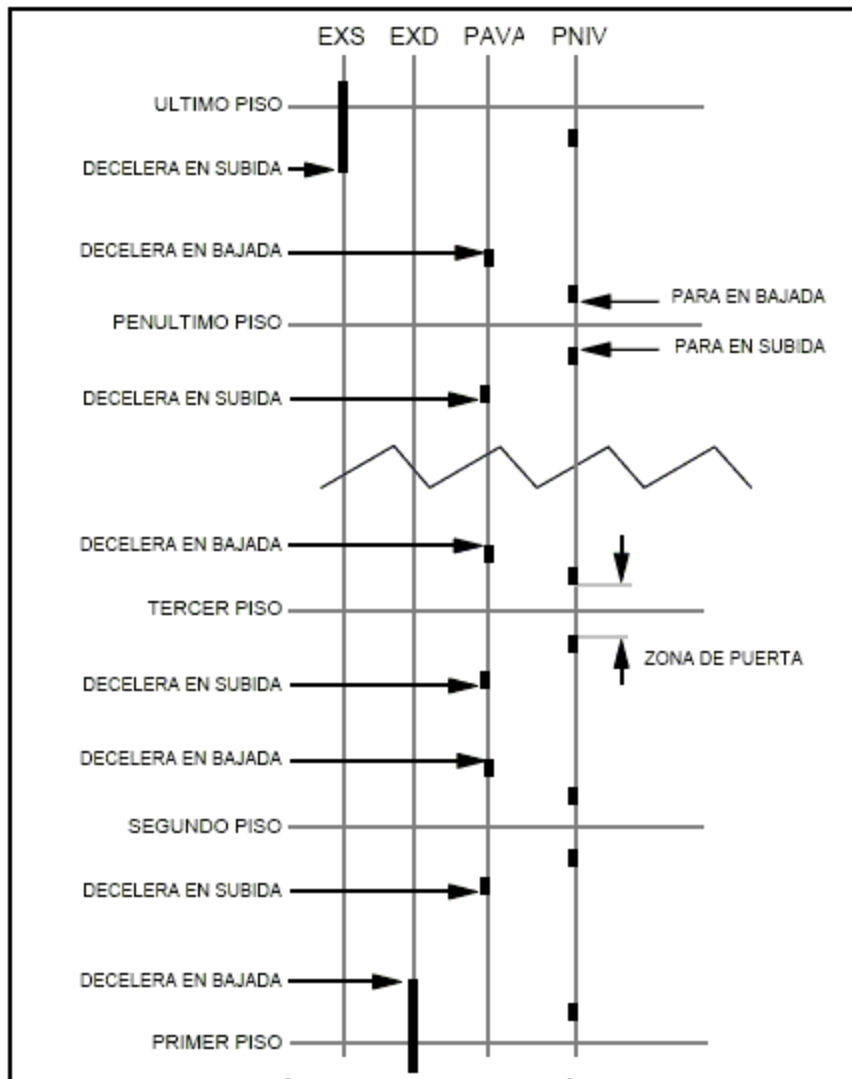 EXS EXD PAVA PNIV
ULTIMO PISO
DECELERA EN SUBIDA
DECELERA EN BAJADA
PARA EN BAJADA
PENULTIMO PISO
PARA EN SUBIDA
DECELERA EN SUBIDA
DECELERA EN BAJADA
TERCER PISO
ZONA DE PUERTA
DECELERA EN SUBIDA
DECELERA EN BAJADA
SEGUNDO PISO
DECELERA EN SUBIDA
DECELERA EN BAJADA
PRIMER PISO